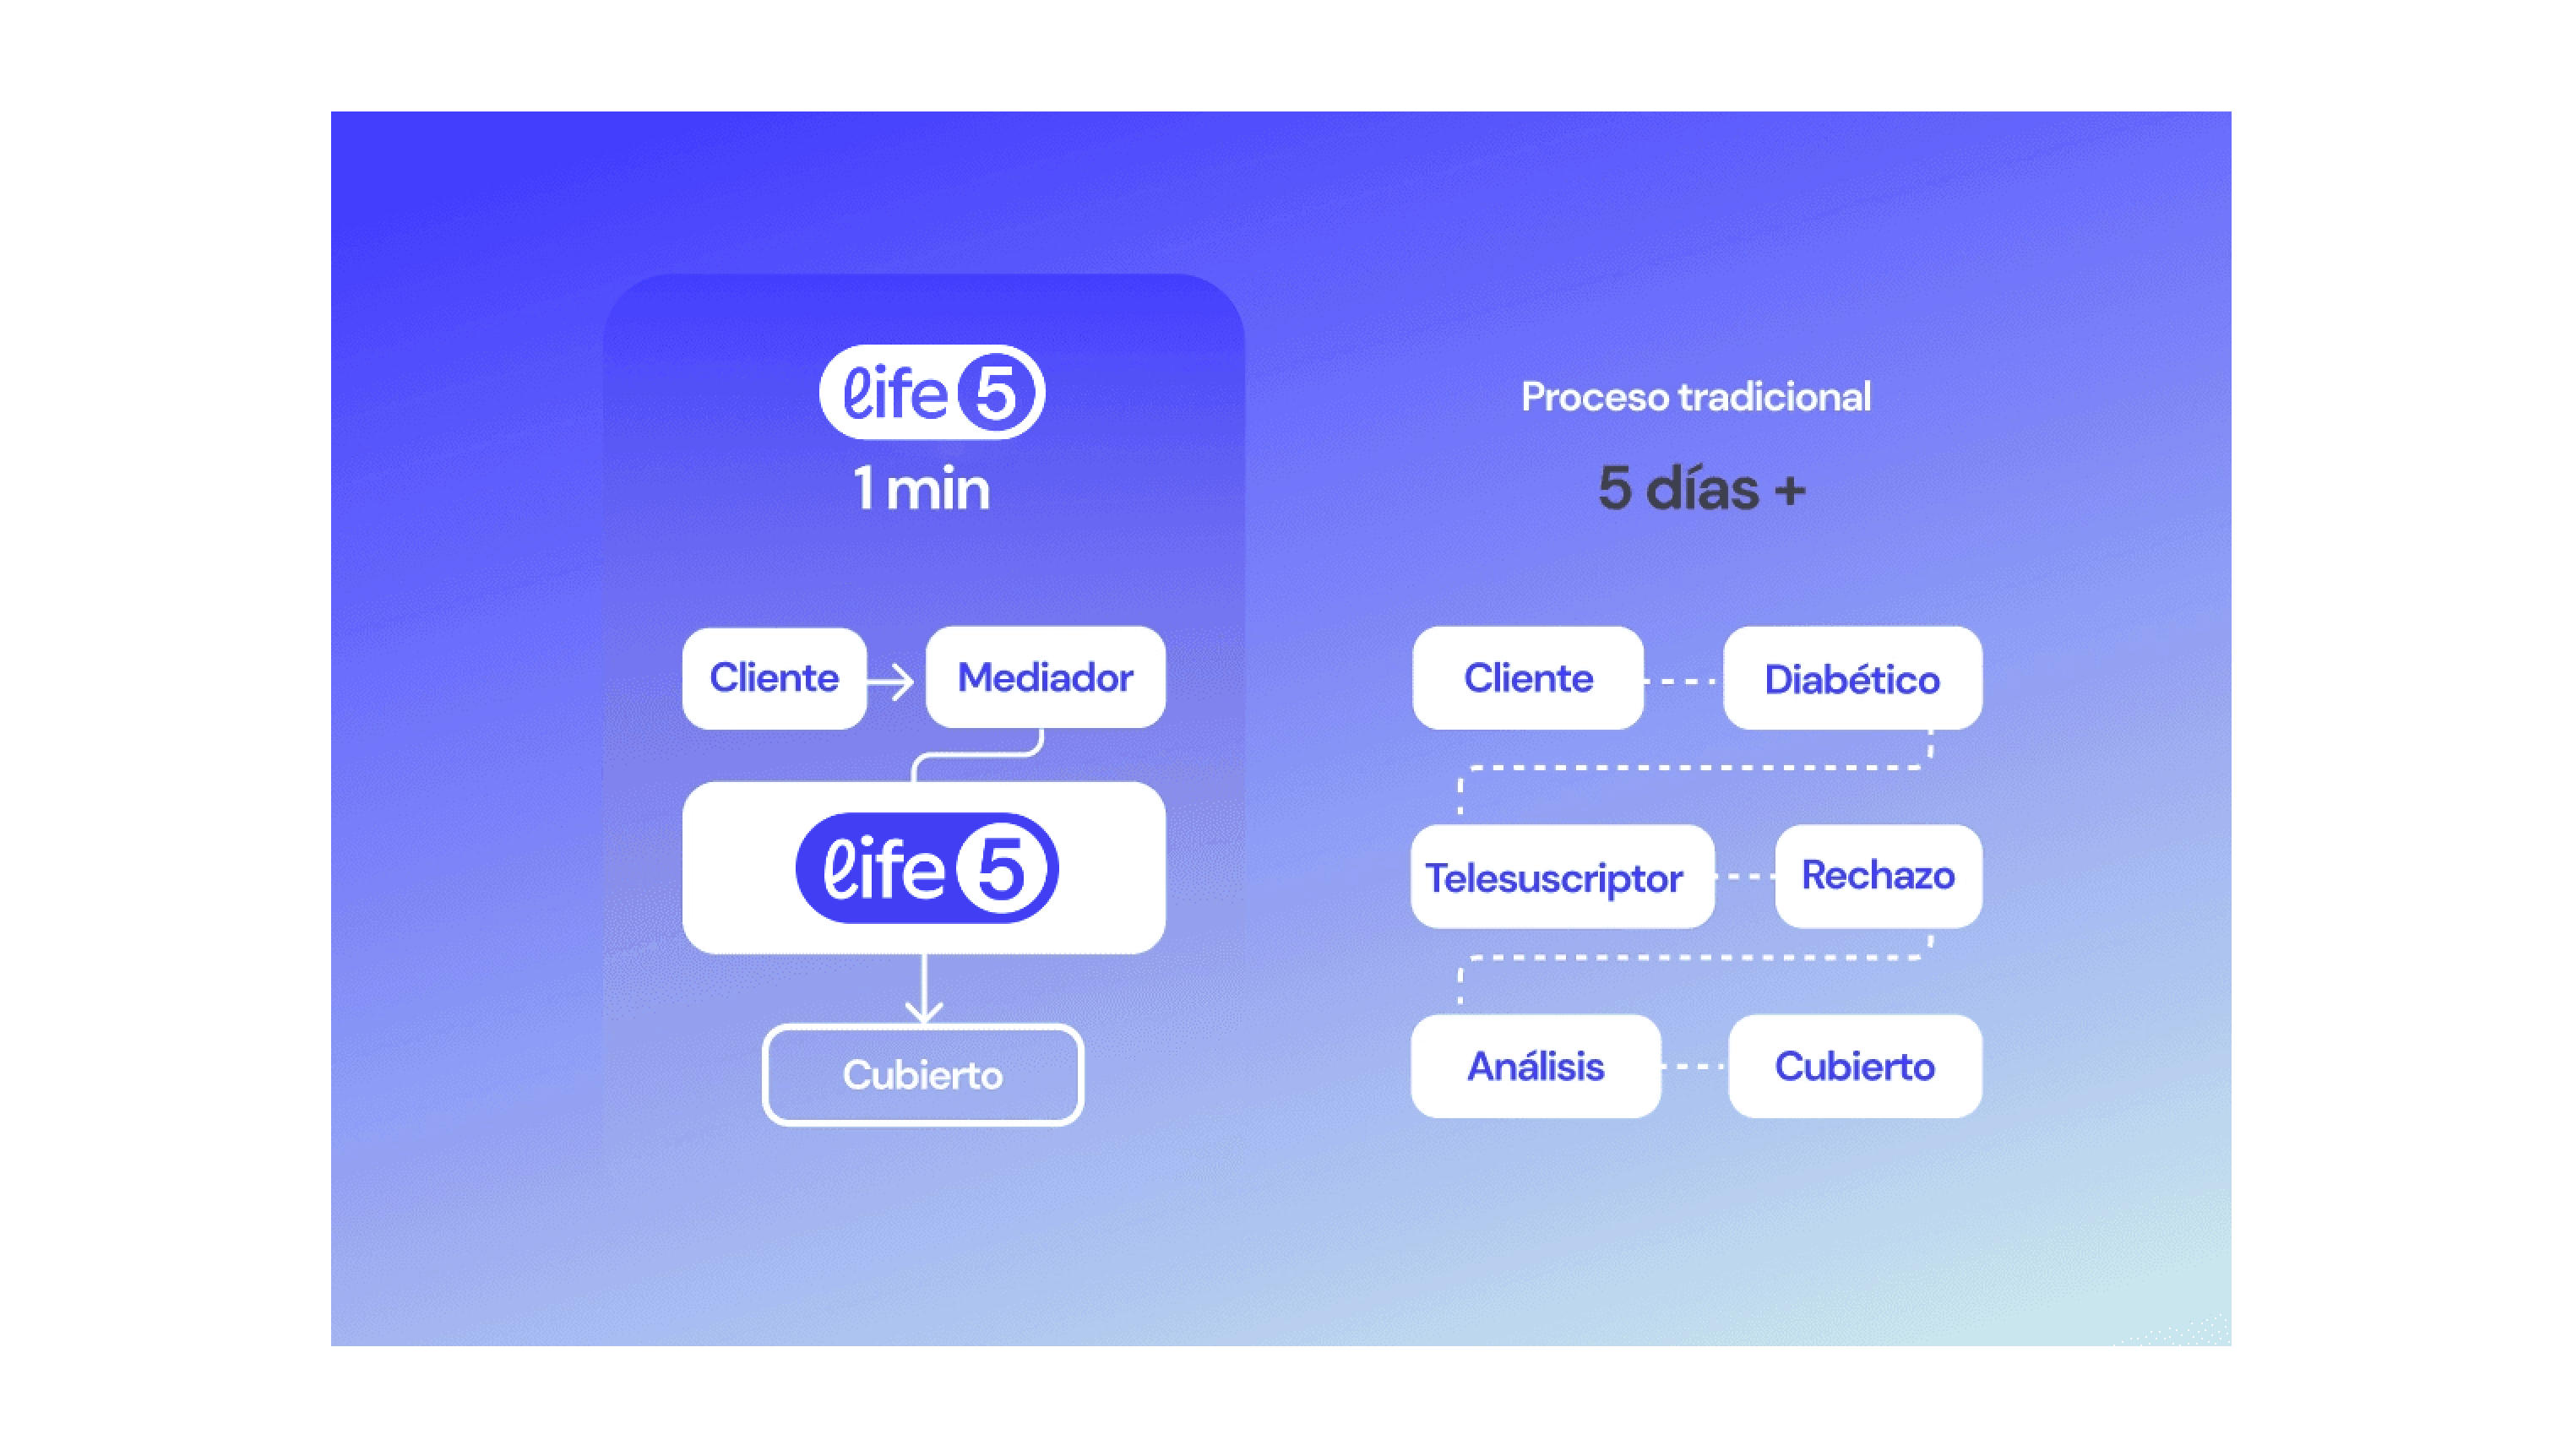 life5
1 min
Cliente
Mediador
life5
Cubierto
Proceso tradicional
5 días +
Cliente
Diabético
Telesuscriptor
Rechazo
Análisis
Cubierto